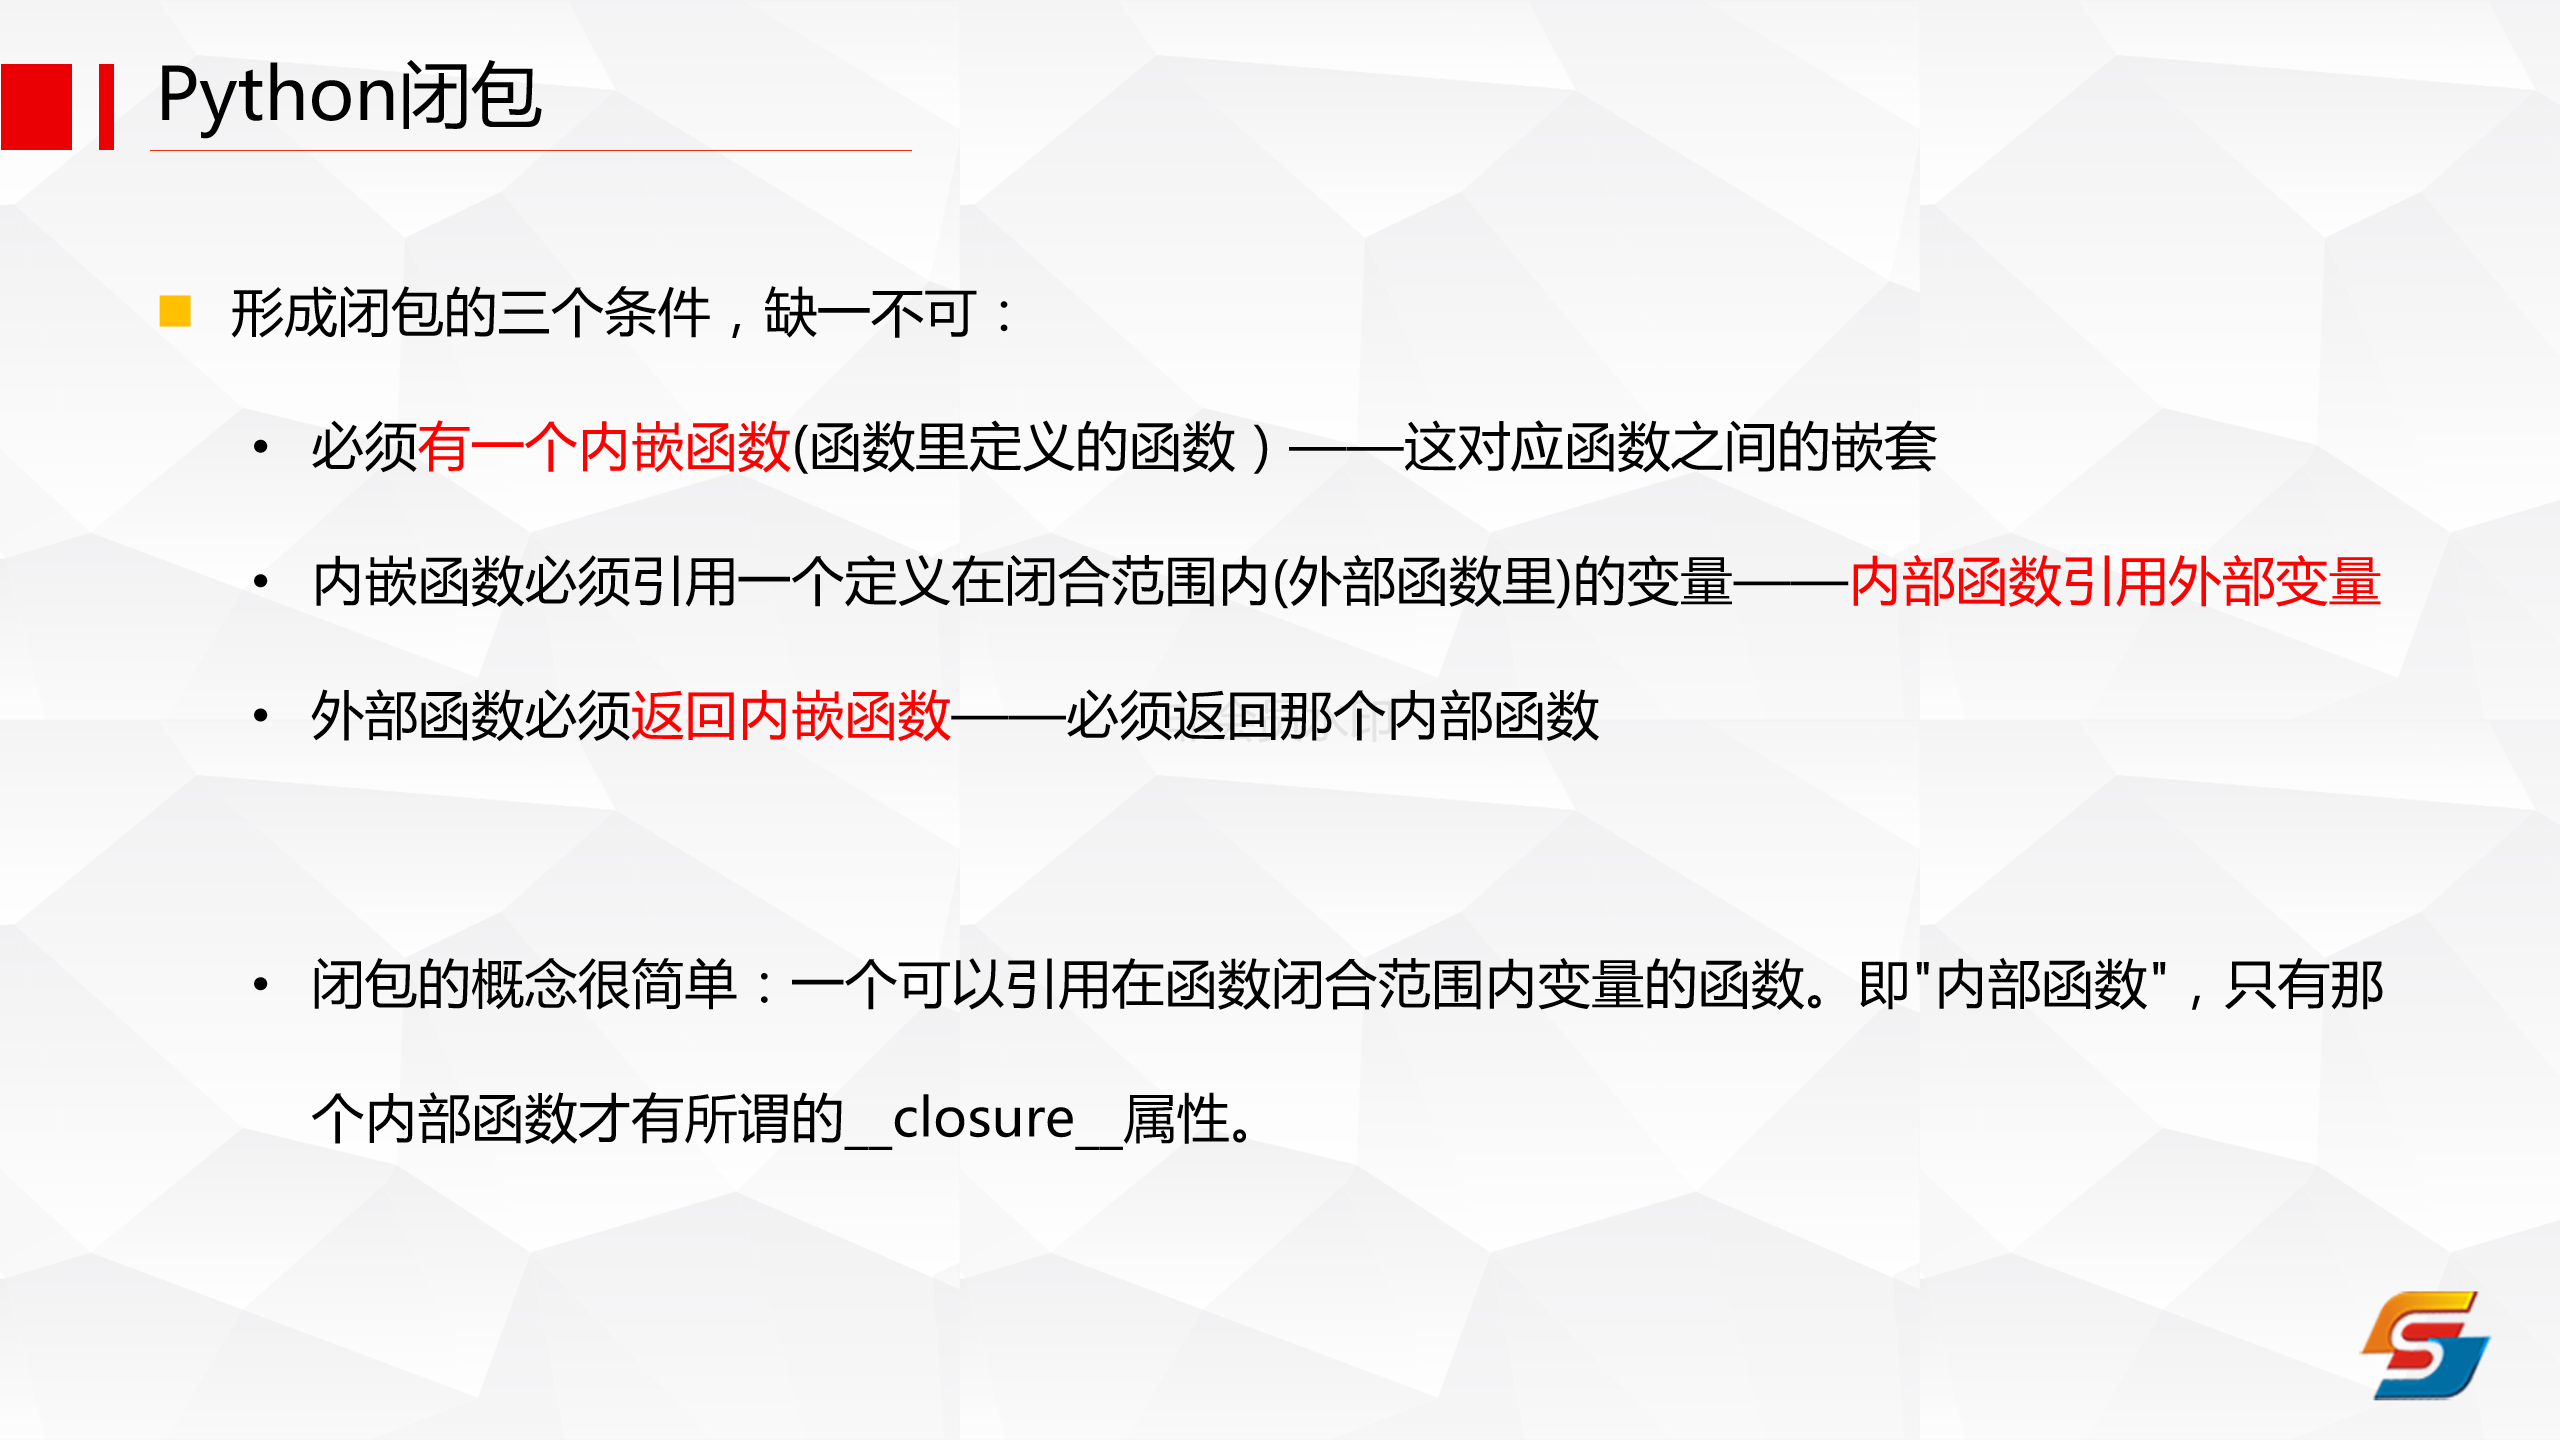 Python闭包
形成闭包的三个条件，缺一不可：
必须有一个内嵌函数(函数里定义的函数）——这对应函数之间的嵌套
内嵌函数必须引用一个定义在闭合范围内(外部函数里)的变量——内部函数引用外部变量
外部函数必须返回内嵌函数——必须返回那个内部函数
闭包的概念很简单：一个可以引用在函数闭合范围内变量的函数。即"内部函数"，只有那
个内部函数才有所谓的__closure__属性。